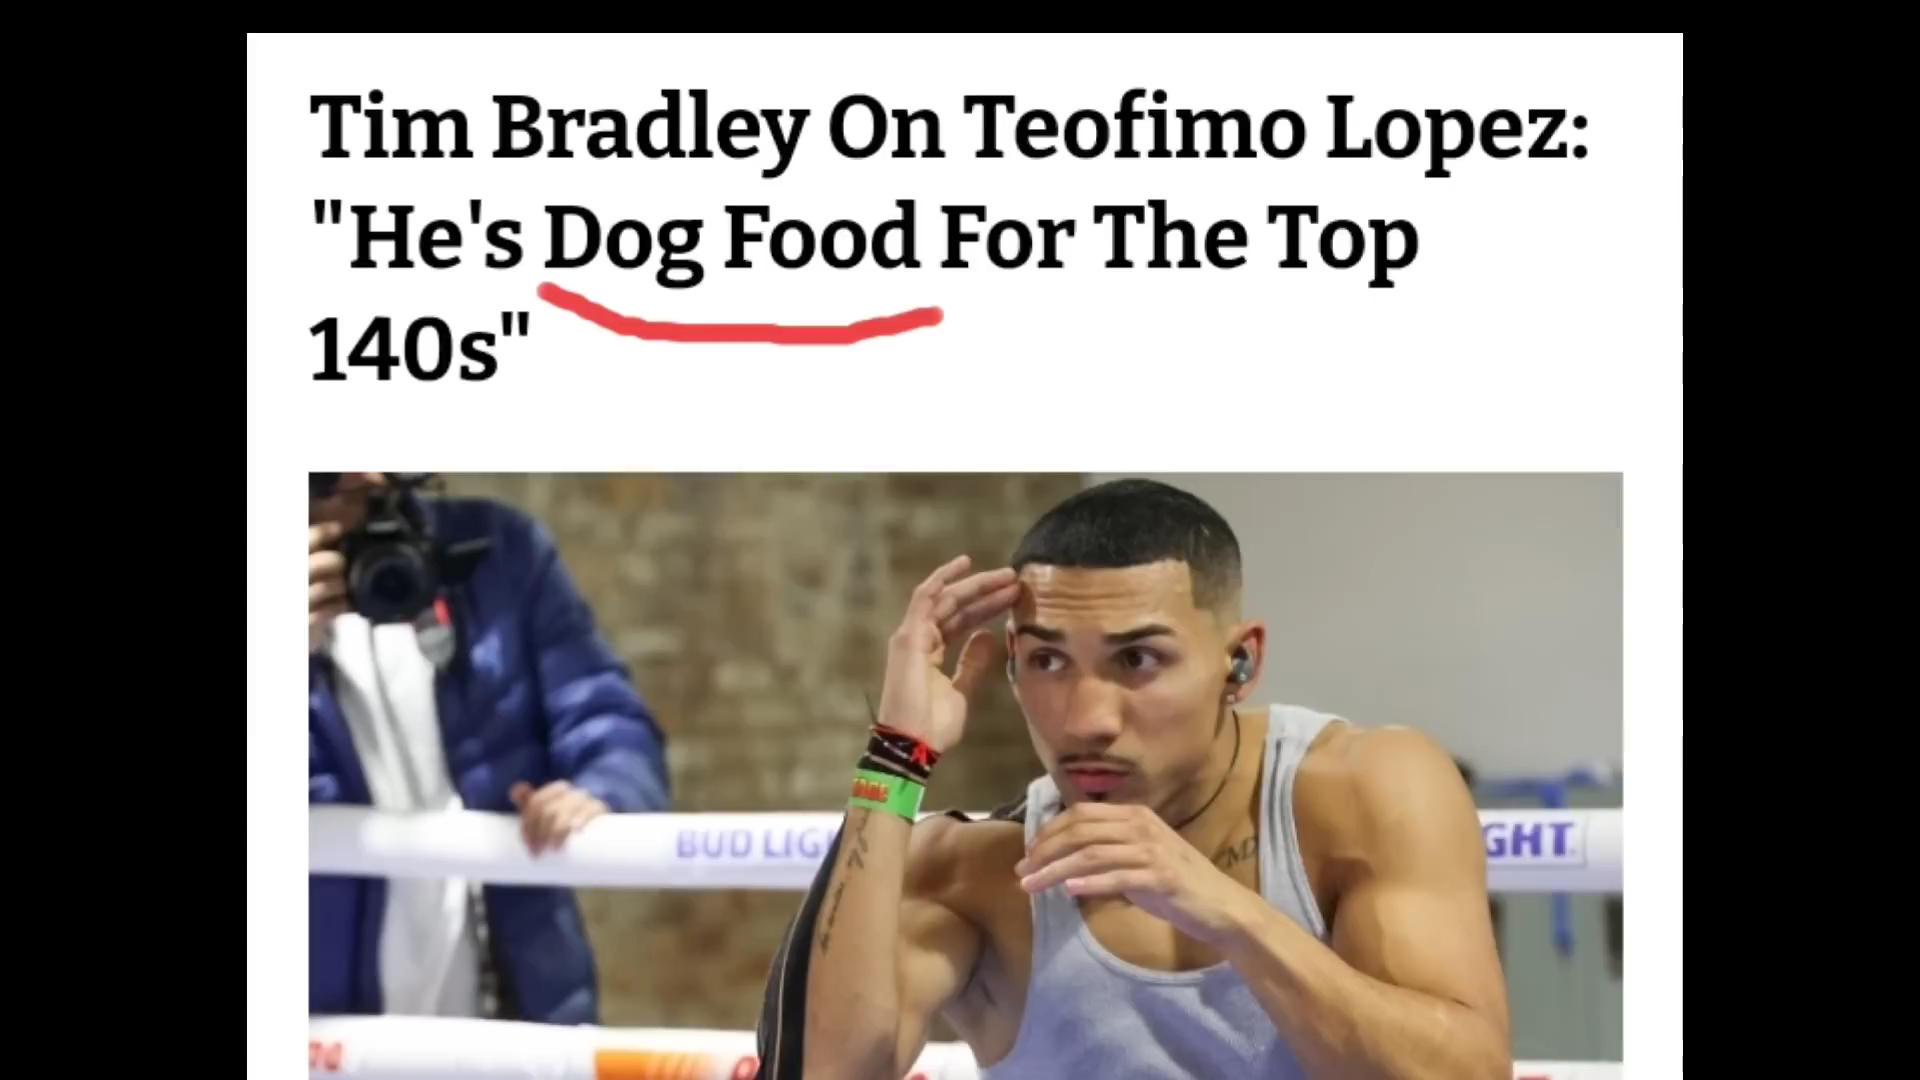 Tim Bradley On Teofimo Lopez:
"He's Dog Food For The Top
140s"
BUD LIG
GHT